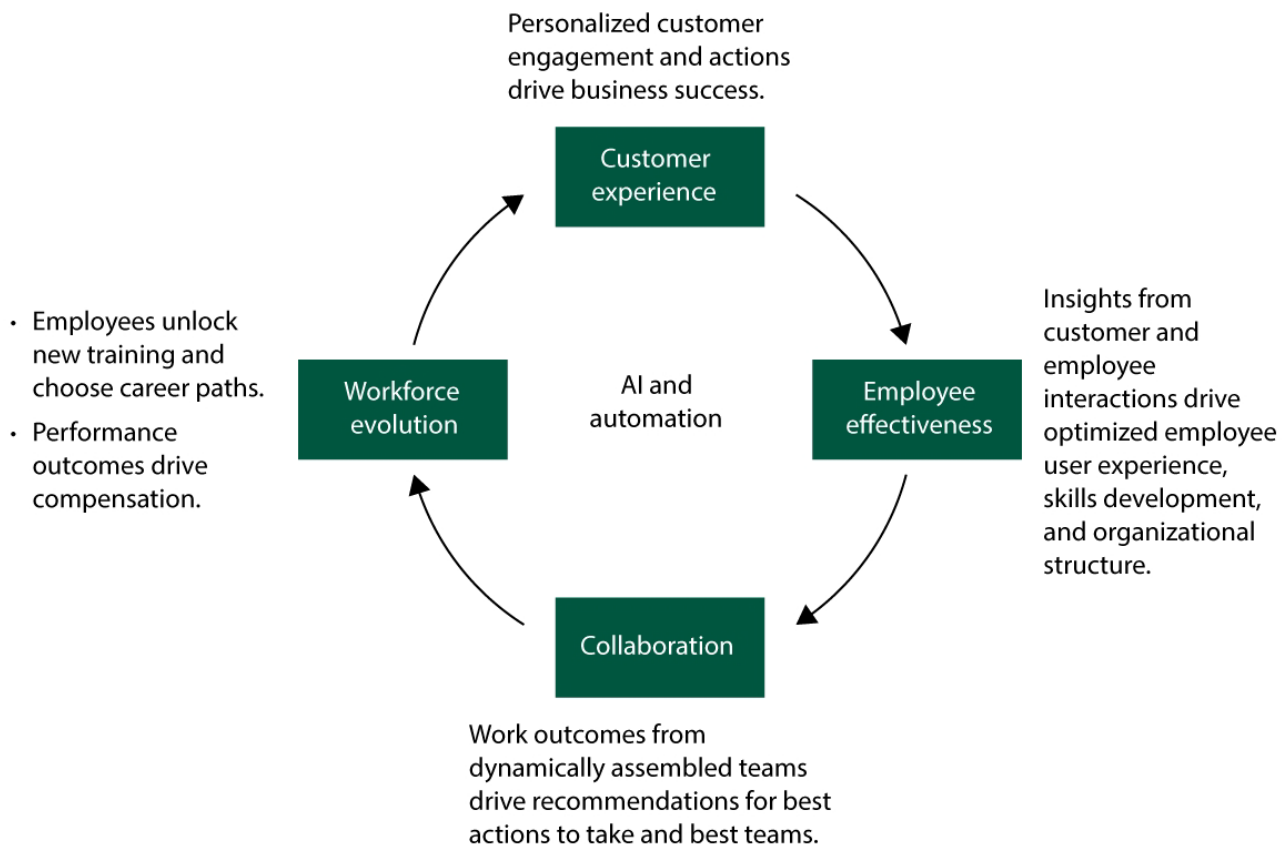 Personalized customer
engagement and actions
drive business success.
Customer
experience
• Employees unlock
new training and
choose career paths.
• Performance
outcomes drive
compensation.
Workforce
evolution
AI and
automation
Employee
effectiveness
Insights from
customer and
employee
interactions drive
optimized employee
user experience,
skills development,
and organizational
structure.
Collaboration
Work outcomes from
dynamically assembled teams
drive recommendations for best
actions to take and best teams.